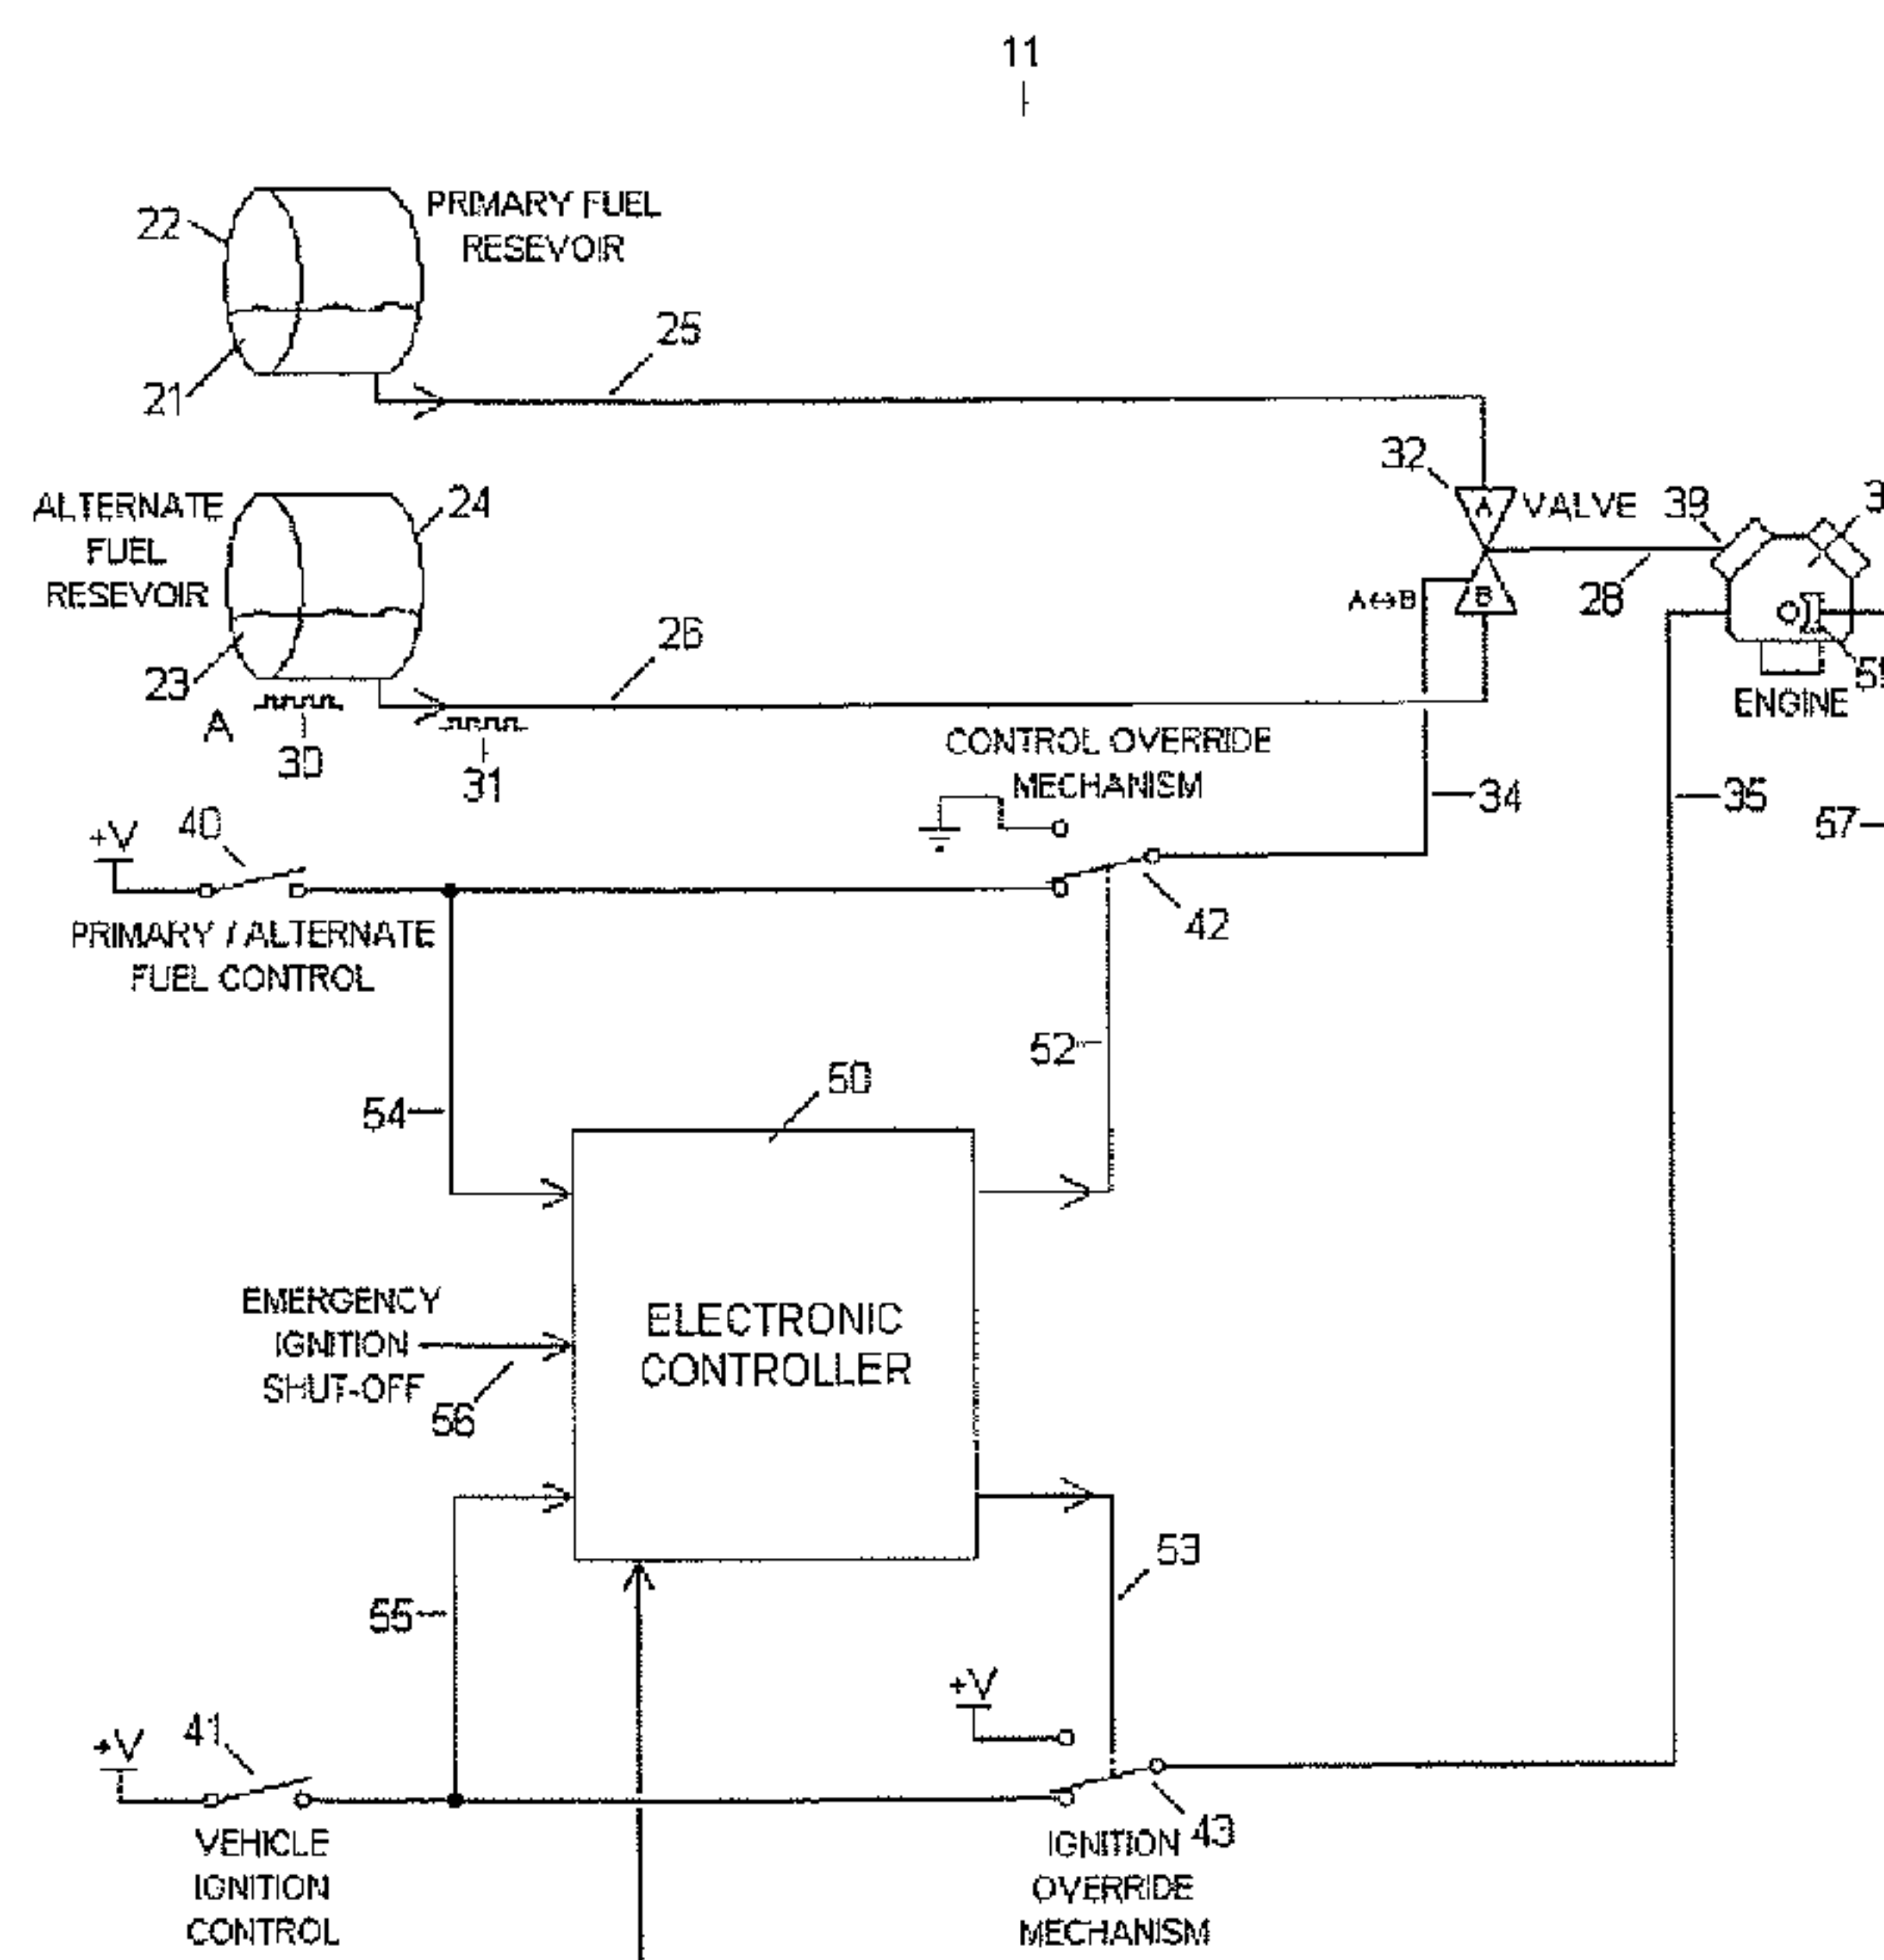 11
22
PRIMARY FUEL
RESEVOIR
25
21
32
ALTERNATE
FUEL
RESEVOIR
24
A
VALVE
39
B
A↔B
28
26
23
A
30
31
ENGINE
CONTROL OVERRIDE
MECHANISM
34
35
57
+V
40
42
PRIMARY / ALTERNATE
FUEL CONTROL
52
50
54
EMERGENCY
IGNITION
SHUT-OFF
56
ELECTRONIC
CONTROLLER
53
55
+V
+V
41
43
VEHICLE
IGNITION
CONTROL
IGNITION
OVERRIDE
MECHANISM